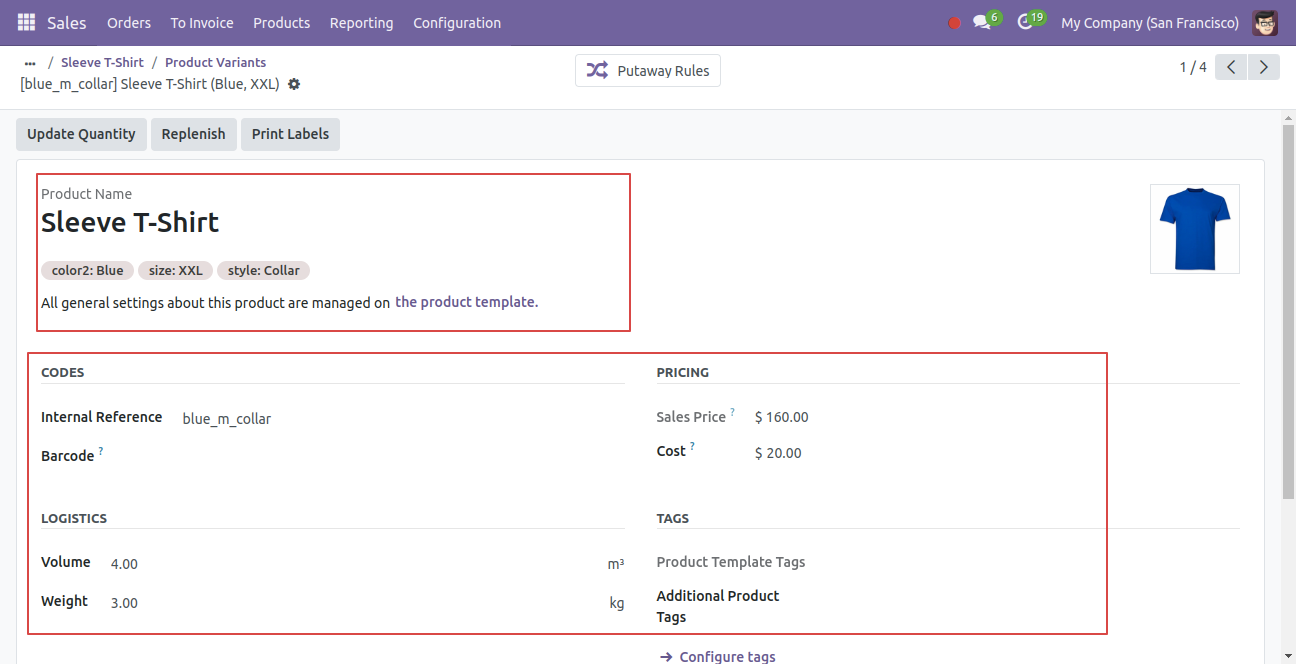 Sales Orders To Invoice Products Reporting Configuration 6 19 My Company (San Francisco)
... / Sleeve T-Shirt / Product Variants
[blue_m_collar] Sleeve T-Shirt (Blue, XXL)
Putaway Rules
1 / 4
Update Quantity Replenish Print Labels
Product Name
Sleeve T-Shirt
color2: Blue size: XXL style: Collar
All general settings about this product are managed on the product template.
CODES
Internal Reference blue_m_collar
Barcode ?
PRICING
Sales Price ? $ 160.00
Cost ? $ 20.00
LOGISTICS
Volume 4.00 m³
Weight 3.00 kg
TAGS
Product Template Tags
Additional Product
Tags
→ Configure tags